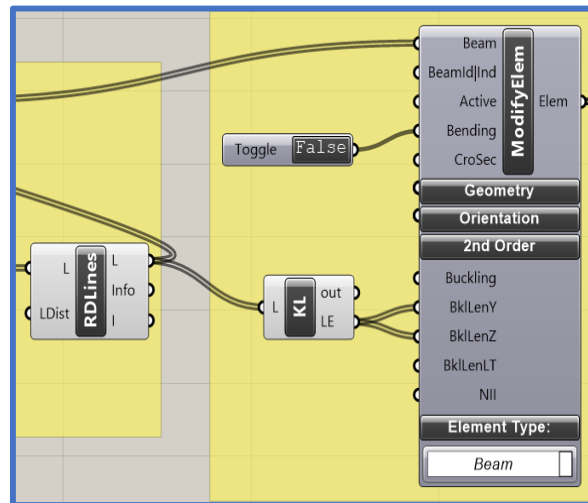 Beam
BeamId|Ind
Active
Bending
CroSec
ModifyElem
Elem
Toggle False
Geometry
Orientation
2nd Order
L
LDist
RDLines
L
Info
I
L
KL
out
LE
Buckling
BklLenY
BklLenZ
BklLenLT
NII
Element Type:
Beam